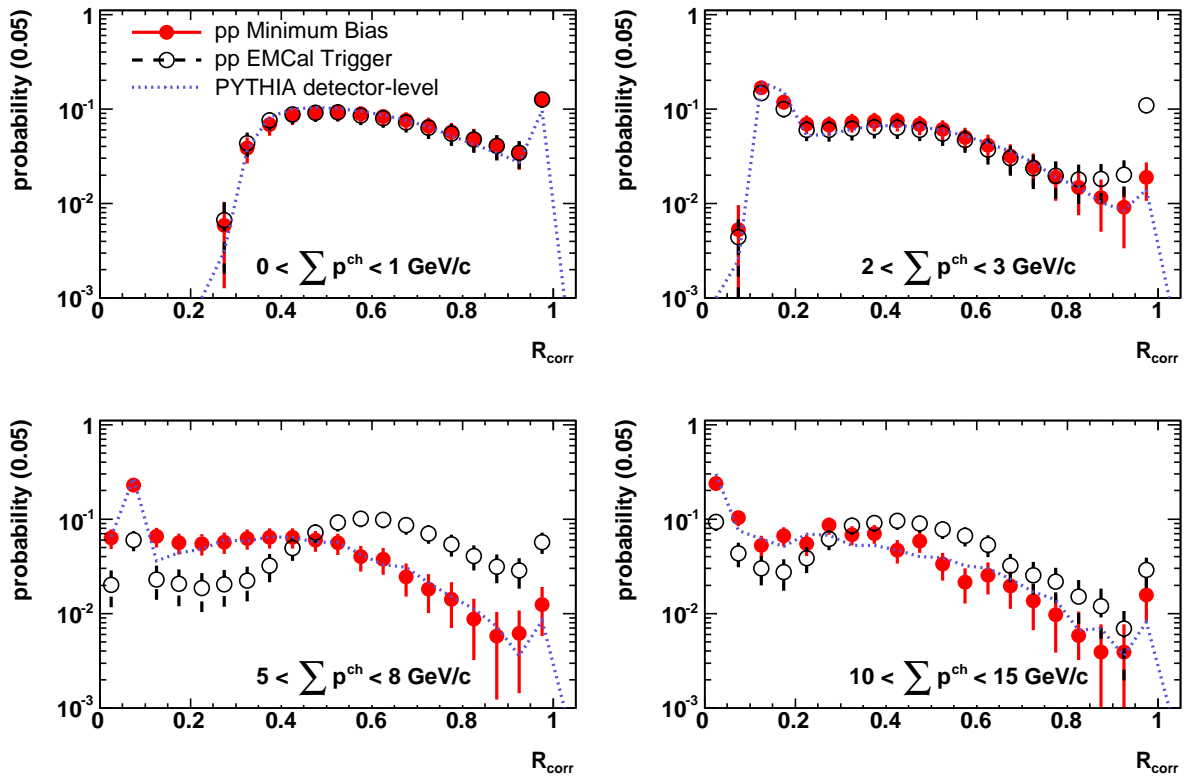 pp Minimum Bias
pp EMCal Trigger
PYTHIA detector-level
probability (0.05)
1
10⁻¹
10⁻²
10⁻³
0 < ∑ pᶜʰ < 1 GeV/c
0 0.2 0.4 0.6 0.8 1
R_corr
probability (0.05)
1
10⁻¹
10⁻²
10⁻³
2 < ∑ pᶜʰ < 3 GeV/c
0 0.2 0.4 0.6 0.8 1
R_corr
probability (0.05)
1
10⁻¹
10⁻²
10⁻³
5 < ∑ pᶜʰ < 8 GeV/c
0 0.2 0.4 0.6 0.8 1
R_corr
probability (0.05)
1
10⁻¹
10⁻²
10⁻³
10 < ∑ pᶜʰ < 15 GeV/c
0 0.2 0.4 0.6 0.8 1
R_corr